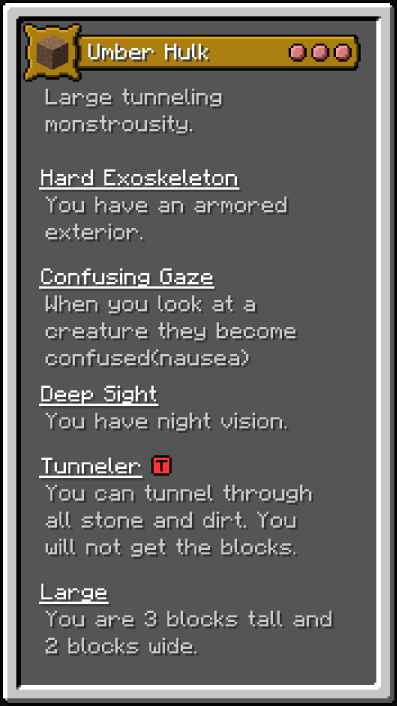 Umber Hulk
Large tunneling
monstrousity.
Hard Exoskeleton
You have an armored
exterior.
Confusing Gaze
When you look at a
creature they become
confused(nausea)
Deep Sight
You have night vision.
Tunneler T
You can tunnel through
all stone and dirt. You
will not get the blocks.
Large
You are 3 blocks tall and
2 blocks wide.